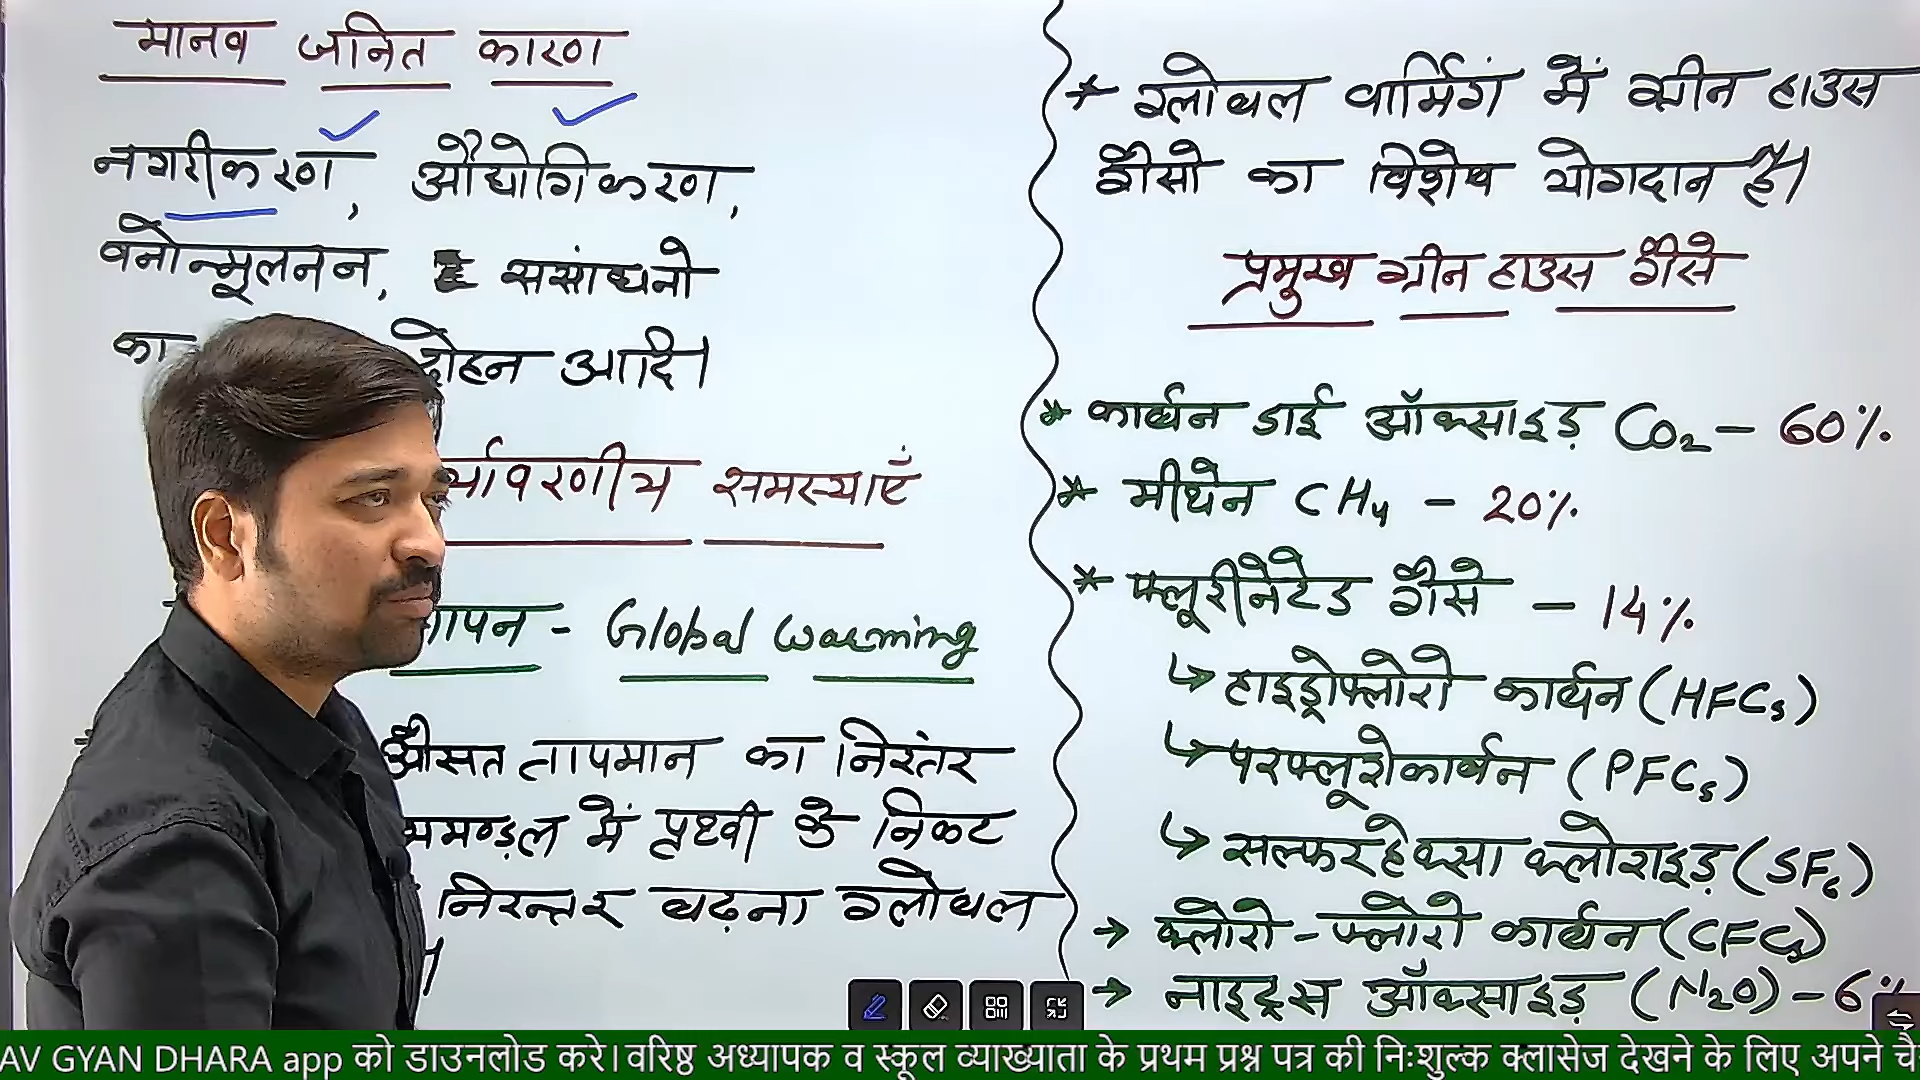 मानव जनित कारण
नगरीकरण, औद्योगिकरण,
वनोन्मूलनन, ससांधनो
का दोहन आदि।
र्यावरणीय समस्याएँ
तापन - Global warming
औसत तापमान का निरंतर
में पृथ्वी के निकट
निरन्तर बढ़ना ग्लोबल
* ग्लोबल वार्मिगं में ग्रीन हाउस
गैसो का विशेष योगदान है।
प्रमुख ग्रीन हाउस गैसे
* कार्बन डाई ऑक्साइड़ CO2 - 60%.
* मीथेन CH4 - 20%.
* फ्लूरीनेटेड गैसे - 14%.
↳ हाइड्रोफ्लोरो कार्बन (HFCs)
↳ परफ्लूरोकार्बन (PFCs)
↳ सल्फरहेक्सा क्लोराइड़ (SF6)
→ क्लोरो-फ्लोरो कार्बन (CFCs)
→ नाइट्रस ऑक्साइड़ (N2O) - 6%
AV GYAN DHARA app को डाउनलोड करे।वरिष्ठ अध्यापक व स्कूल व्याख्याता के प्रथम प्रश्न पत्र की निःशुल्क क्लासेज देखने के लिए अपने चै